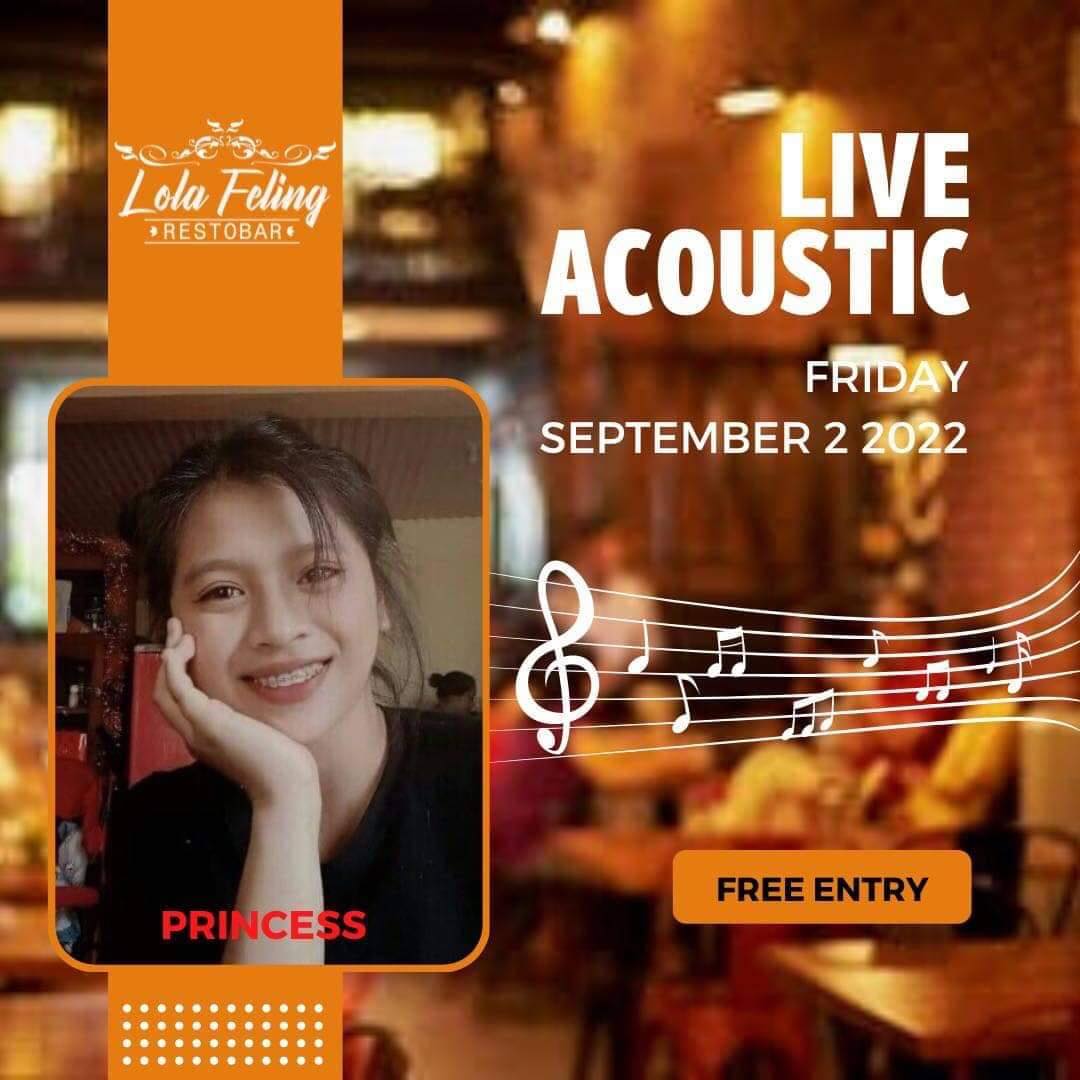 Lola Feling
RESTOBAR
LIVE
ACOUSTIC
FRIDAY
SEPTEMBER 2 2022
PRINCESS
FREE ENTRY